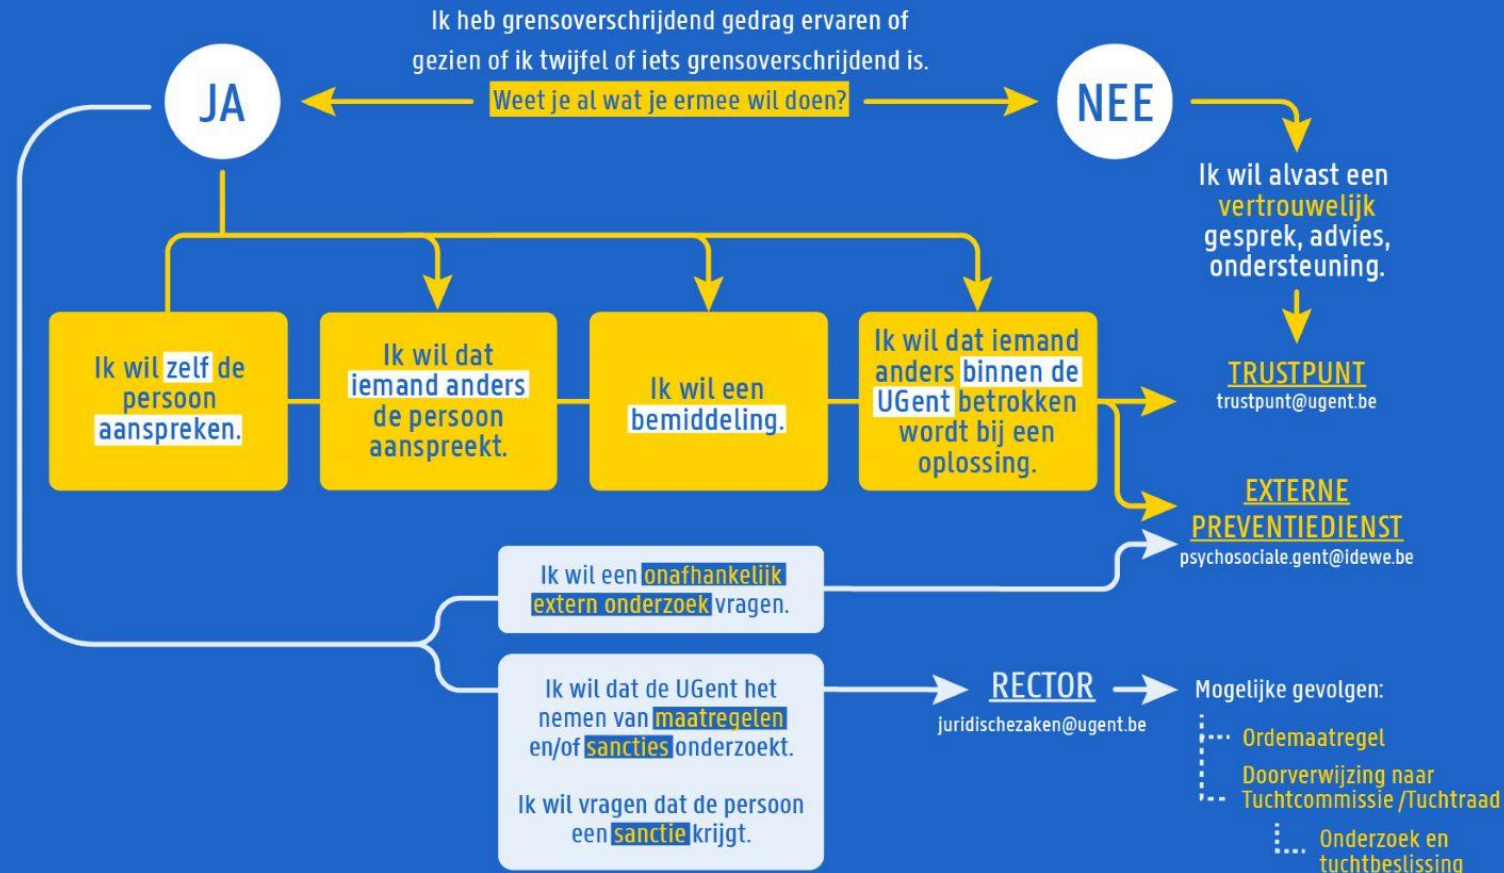 Ik heb grensoverschrijdend gedrag ervaren of
gezien of ik twijfel of iets grensoverschrijdend is.
Weet je al wat je ermee wil doen?
JA
NEE
Ik wil alvast een
vertrouwelijk
gesprek, advies,
ondersteuning.
Ik wil zelf de
persoon
aanspreken.
Ik wil dat
iemand anders
de persoon
aanspreekt.
Ik wil een
bemiddeling.
Ik wil dat iemand
anders binnen de
UGent betrokken
wordt bij een
oplossing.
TRUSTPUNT
trustpunt@ugent.be
EXTERNE
PREVENTIEDIENST
psychosociale.gent@idewe.be
Ik wil een onafhankelijk
extern onderzoek vragen.
Ik wil dat de UGent het
nemen van maatregelen
en/of sancties onderzoekt.
Ik wil vragen dat de persoon
een sanctie krijgt.
RECTOR
juridischezaken@ugent.be
Mogelijke gevolgen:
Ordemaatregel
Doorverwijzing naar
Tuchtcommissie /Tuchtraad
Onderzoek en
tuchtbeslissing